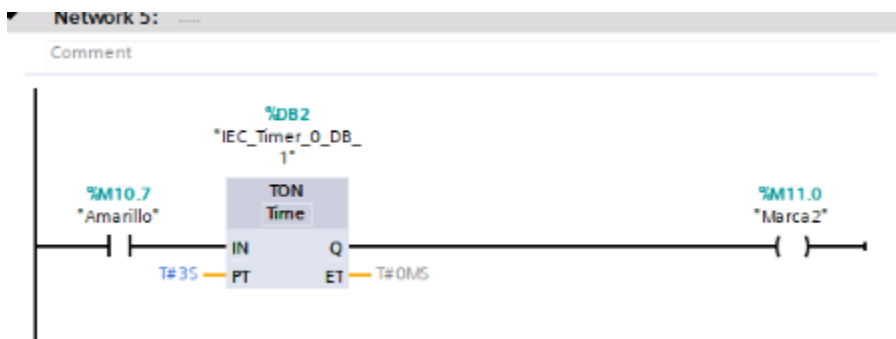 Network 5: ......
Comment
%DB2
"IEC_Timer_0_DB_
1"
%M10.7
"Amarillo"
TON
Time
%M11.0
"Marca2"
IN Q
T#3S PT ET T#0MS